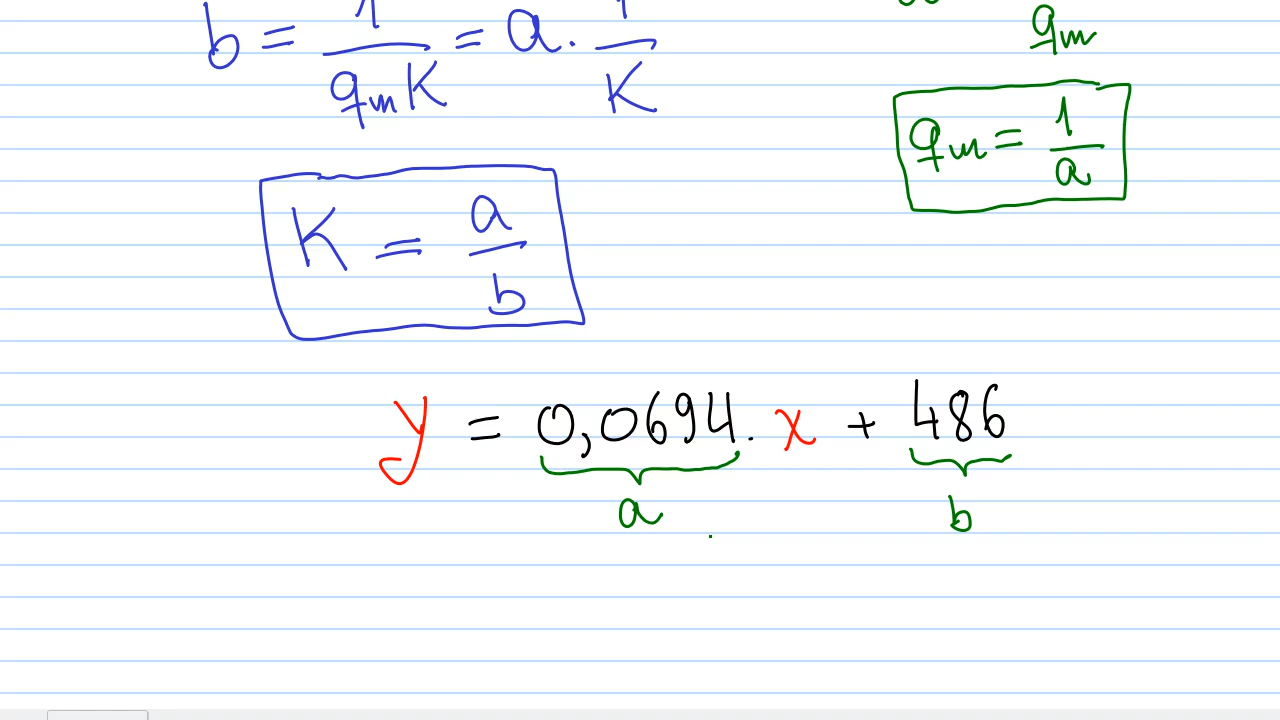 b = 1/(qm K) = a · 1/K
qm
qm = 1/a
K = a/b
y = 0,0694 . x + 486
a b